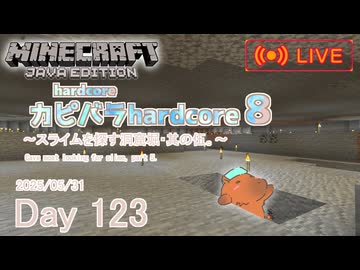 MINECRAFT
JAVA EDITION
LIVE
hardcore
カピバラhardcore 8
～スライムを探す洞窟週・其の伍。～
Cave week looking for slime, part 5.
2025/05/31
Day 123